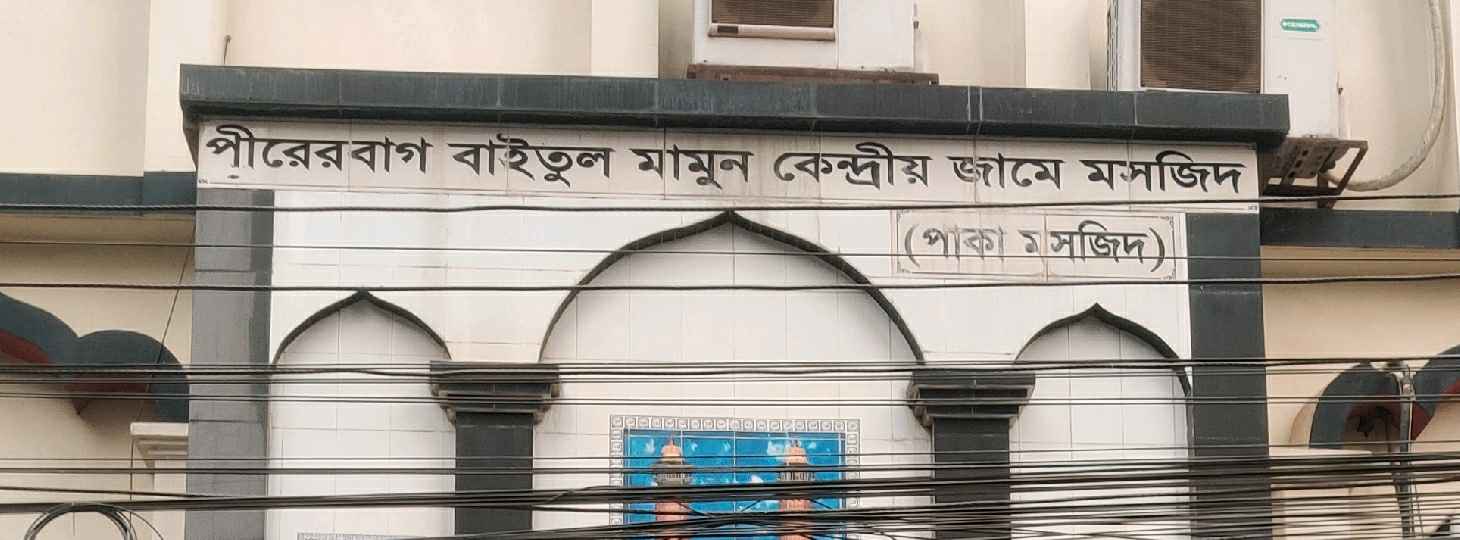 পীরেরবাগ বাইতুল মামুন কেন্দ্রীয় জামে মসজিদ
(পাকা মসজিদ)